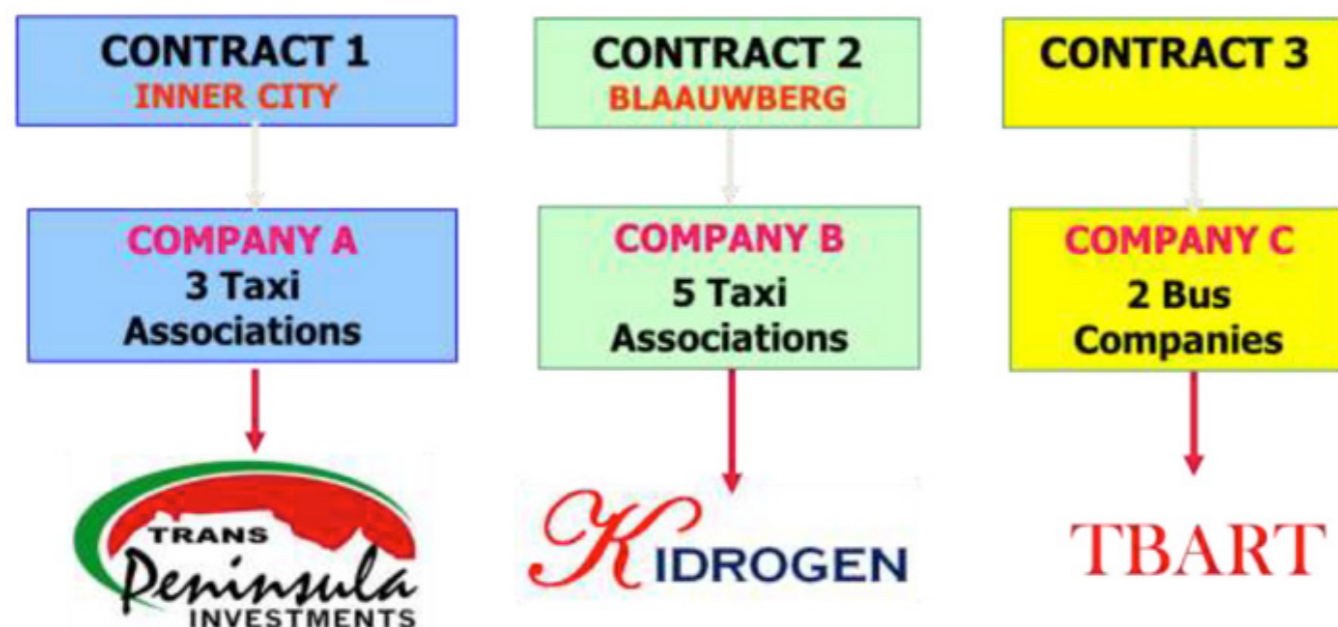 CONTRACT 1
INNER CITY
COMPANY A
3 Taxi
Associations
TRANS
Peninsula
INVESTMENTS
CONTRACT 2
BLAAUWBERG
COMPANY B
5 Taxi
Associations
KIDROGEN
CONTRACT 3
COMPANY C
2 Bus
Companies
TBART